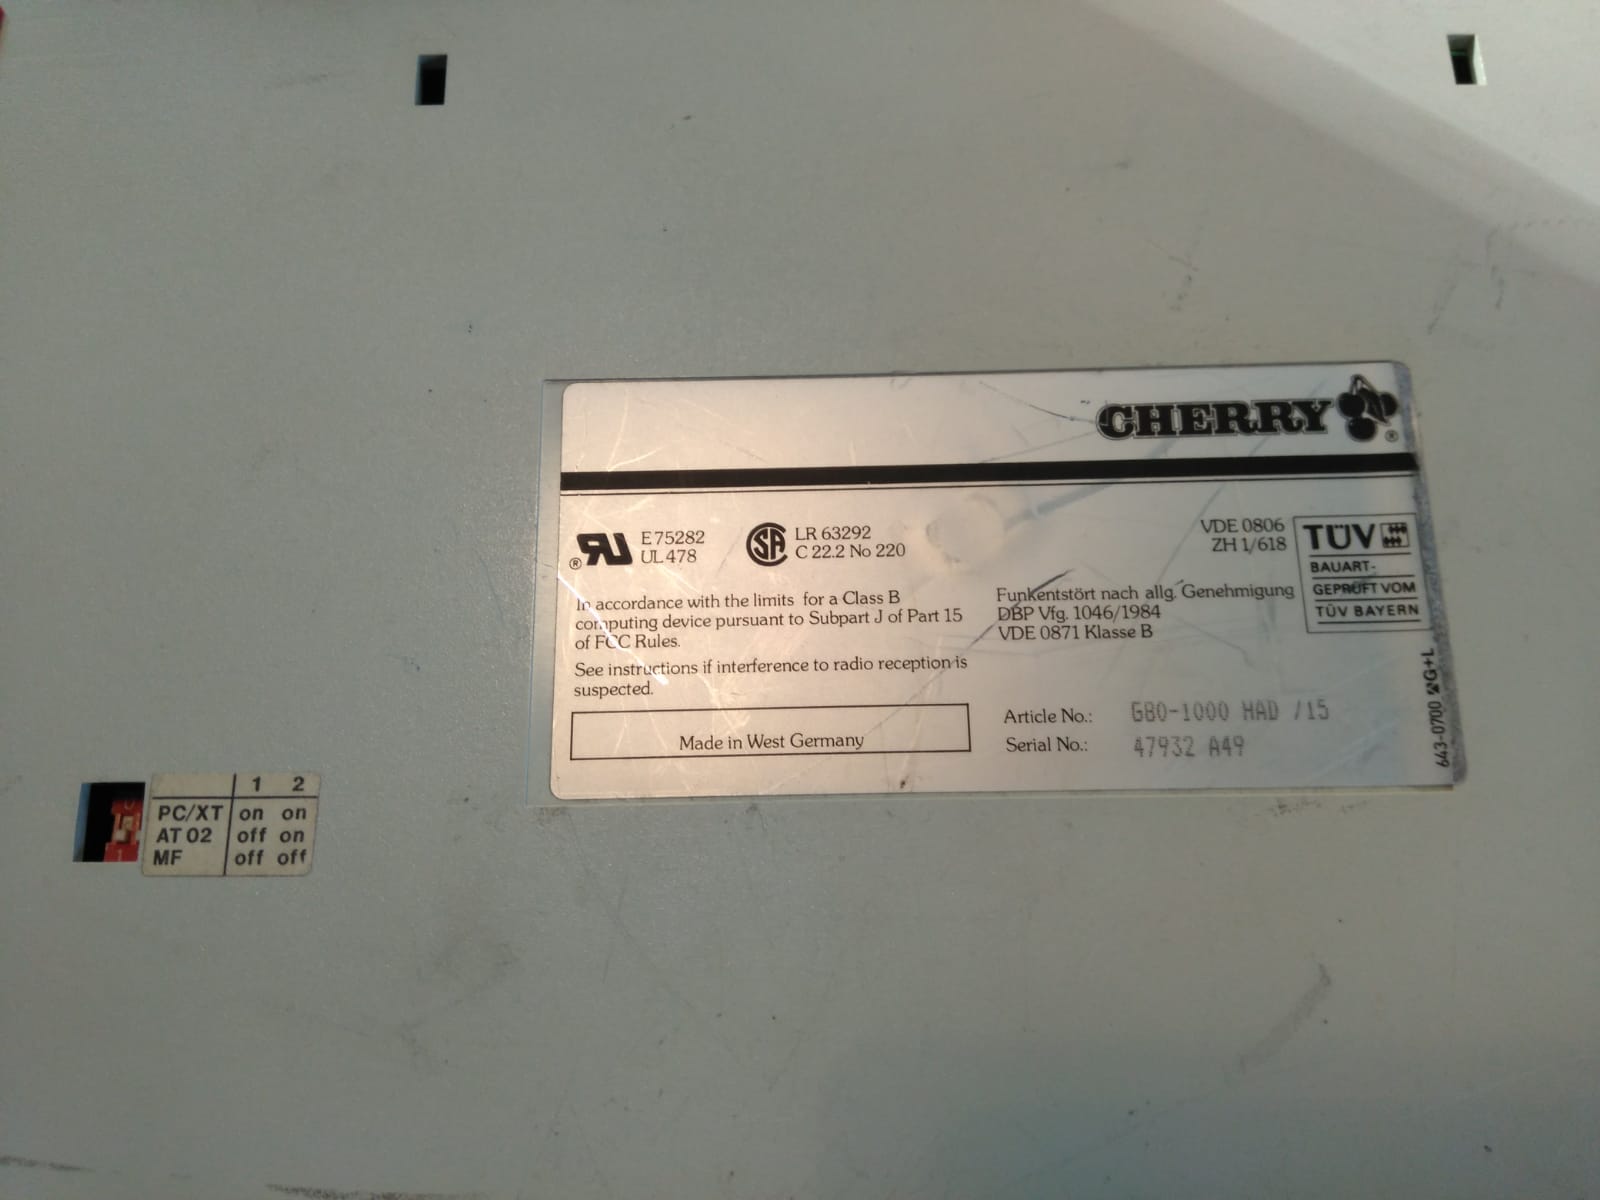 CHERRY
®
® RU E75282
UL 478
SA LR 63292
C 22.2 No 220
VDE 0806
ZH 1/618
TÜV
BAUART-
GEPRÜFT VOM
TÜV BAYERN
In accordance with the limits for a Class B
computing device pursuant to Subpart J of Part 15
of FCC Rules.
See instructions if interference to radio reception is
suspected.
Funkentstört nach allg. Genehmigung
DBP Vfg. 1046/1984
VDE 0871 Klasse B
Made in West Germany
Article No.: G80-1000 HAD /15
Serial No.: 47932 A49
643-0700 G+L
1 2
PC/XT on on
AT 02 off on
MF off off
1